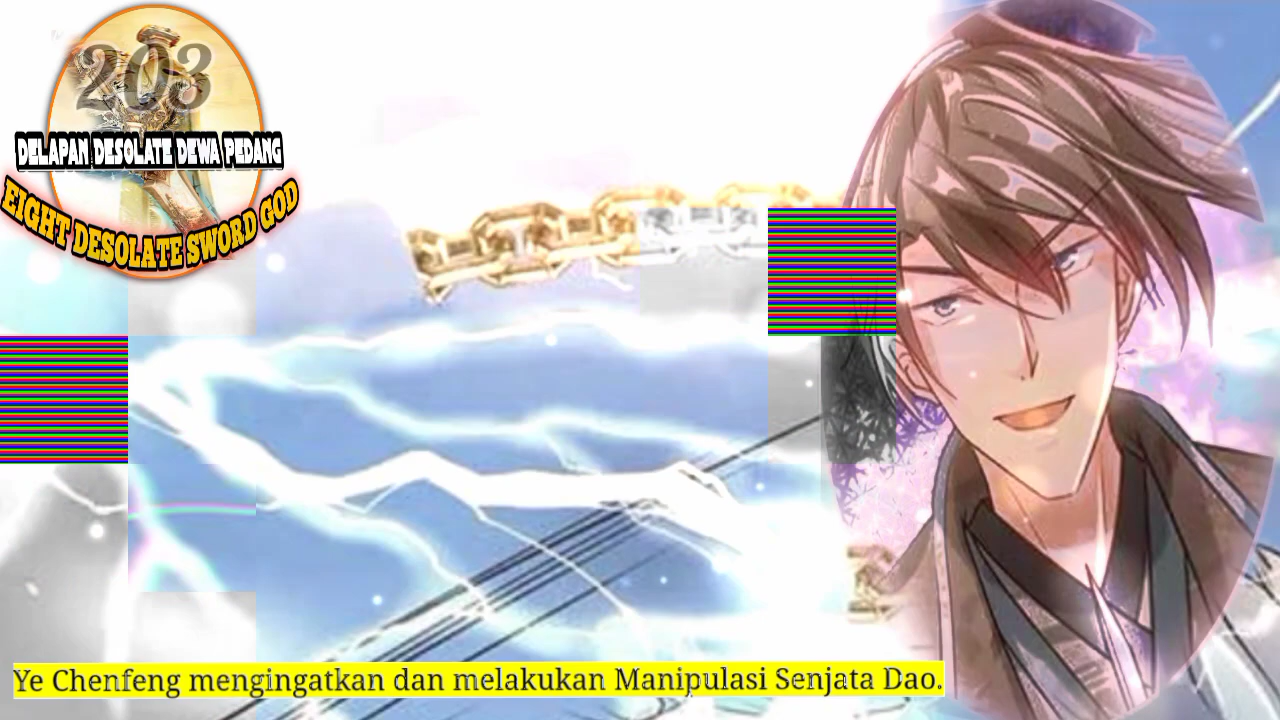 203
DELAPAN DESOLATE DEWA PEDANG
EIGHT DESOLATE SWORD GOD
Ye Chenfeng mengingatkan dan melakukan Manipulasi Senjata Dao.